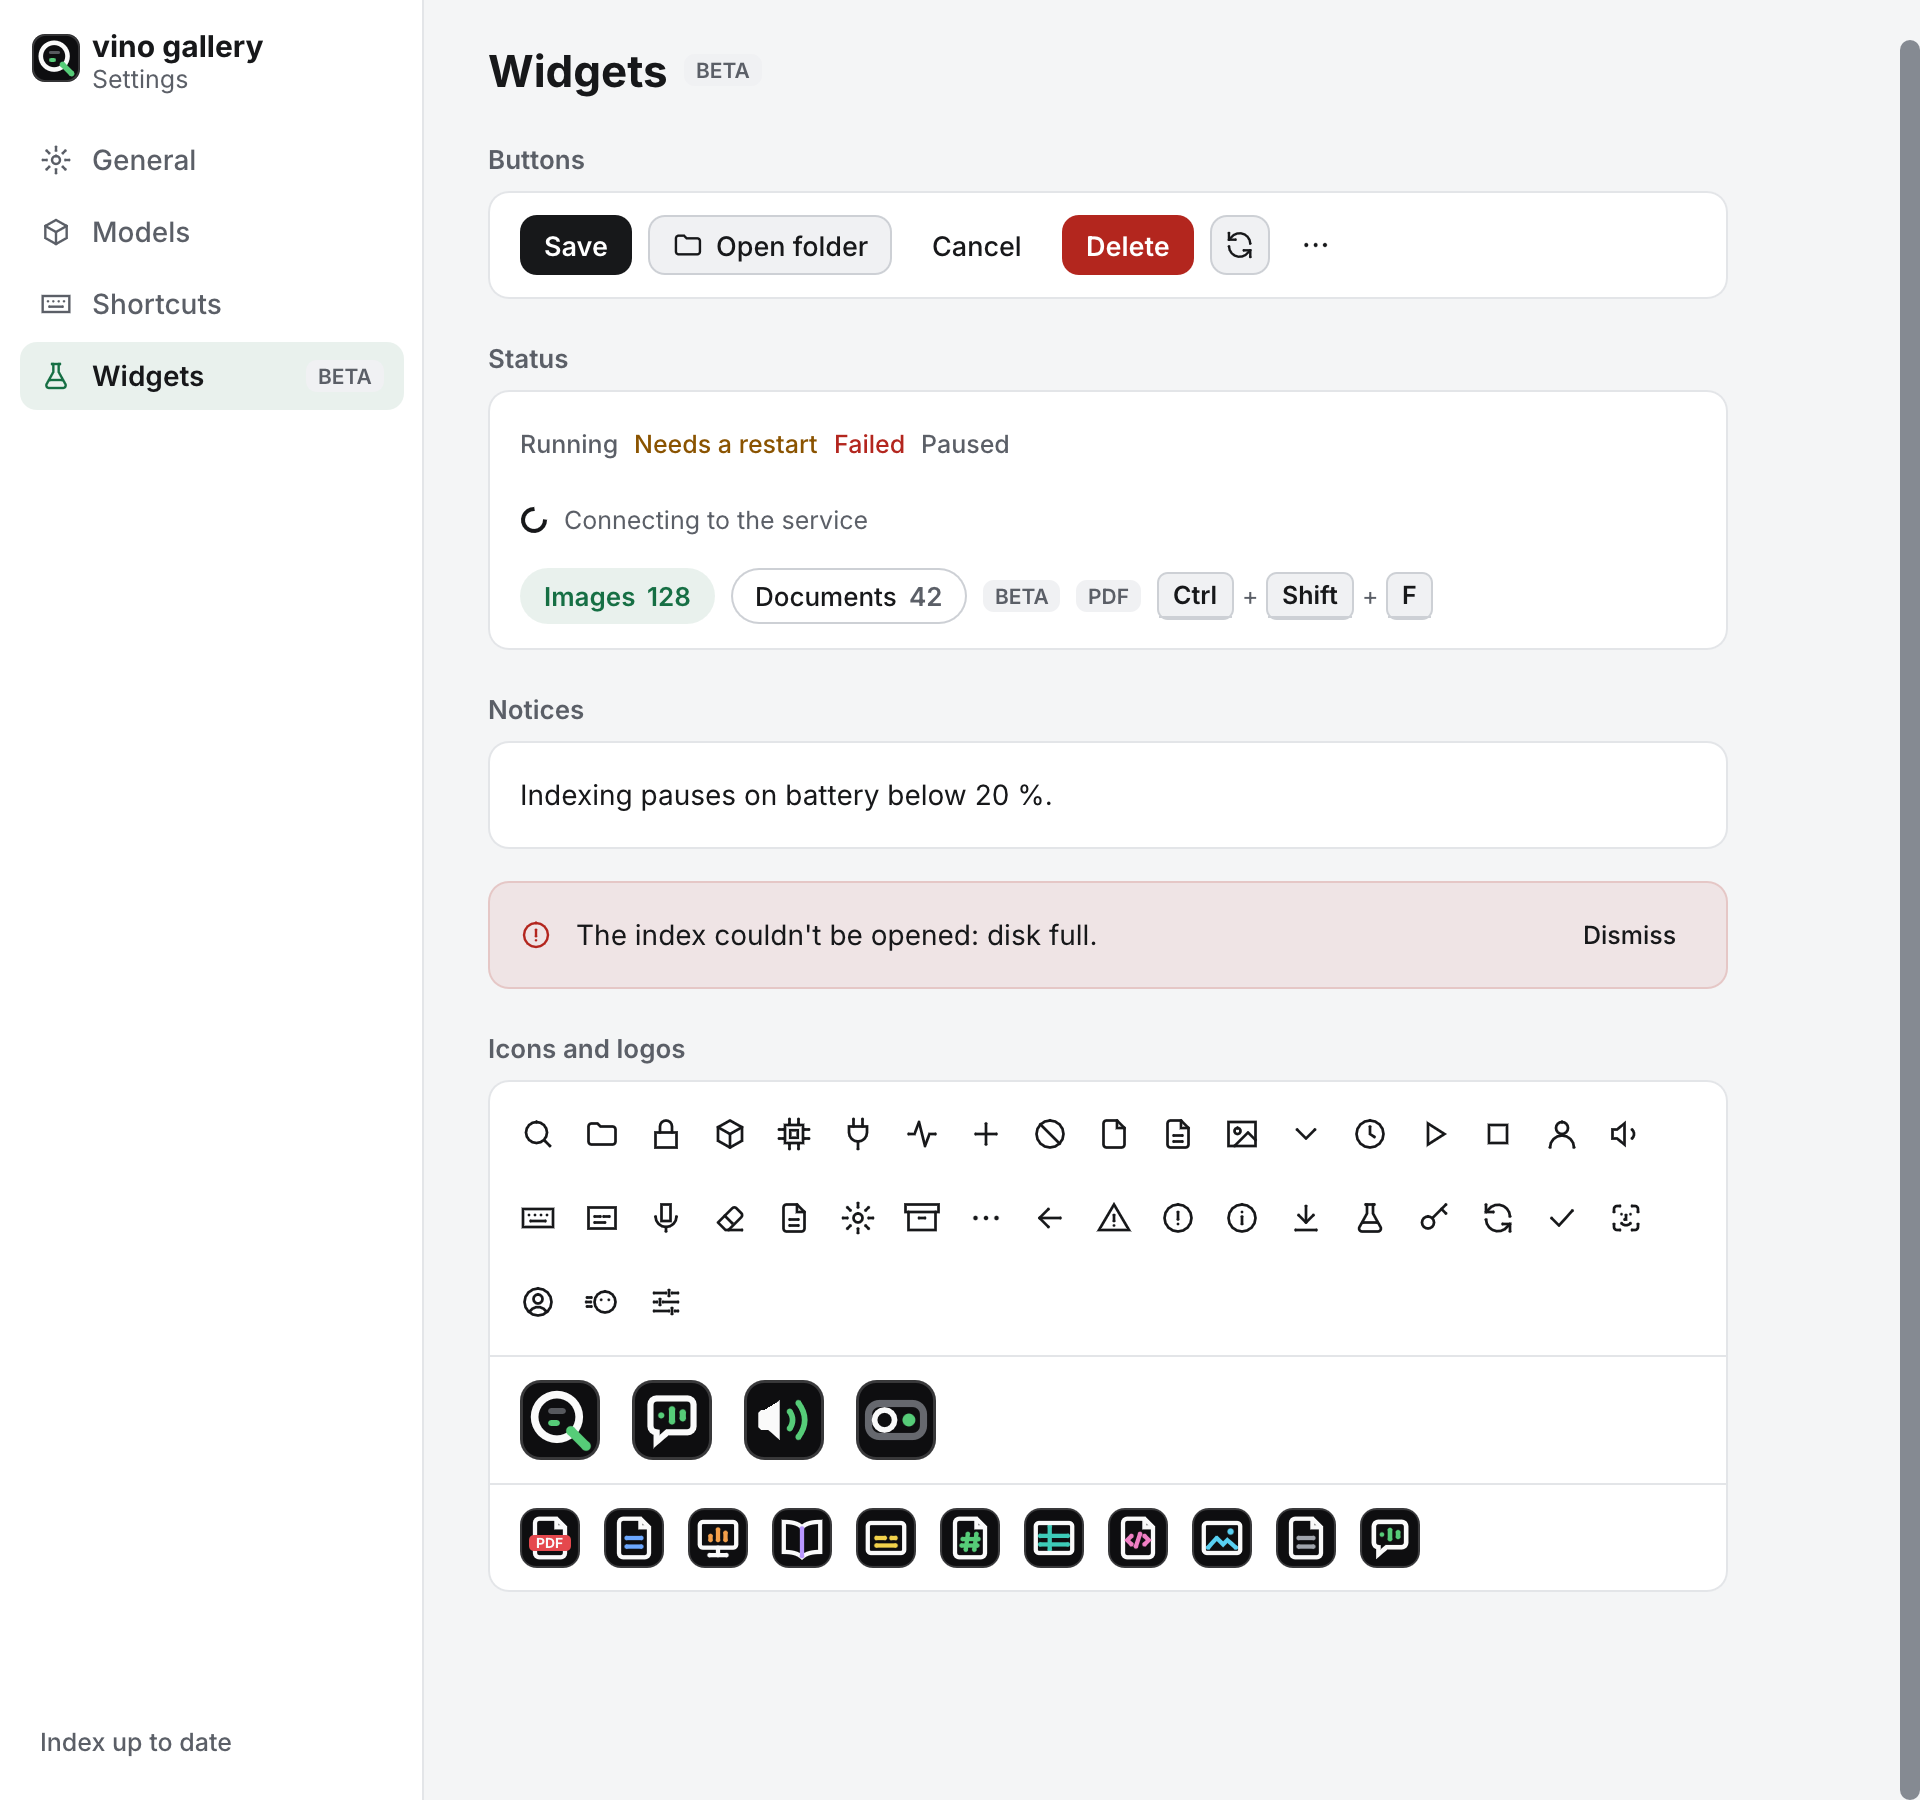 vino gallery
Settings
General
Models
Shortcuts
Widgets BETA
Index up to date
Widgets BETA
Buttons
Save Open folder Cancel Delete
Status
Running Needs a restart Failed Paused
Connecting to the service
Images 128 Documents 42 BETA PDF Ctrl + Shift + F
Notices
Indexing pauses on battery below 20 %.
The index couldn't be opened: disk full. Dismiss
Icons and logos
PDF